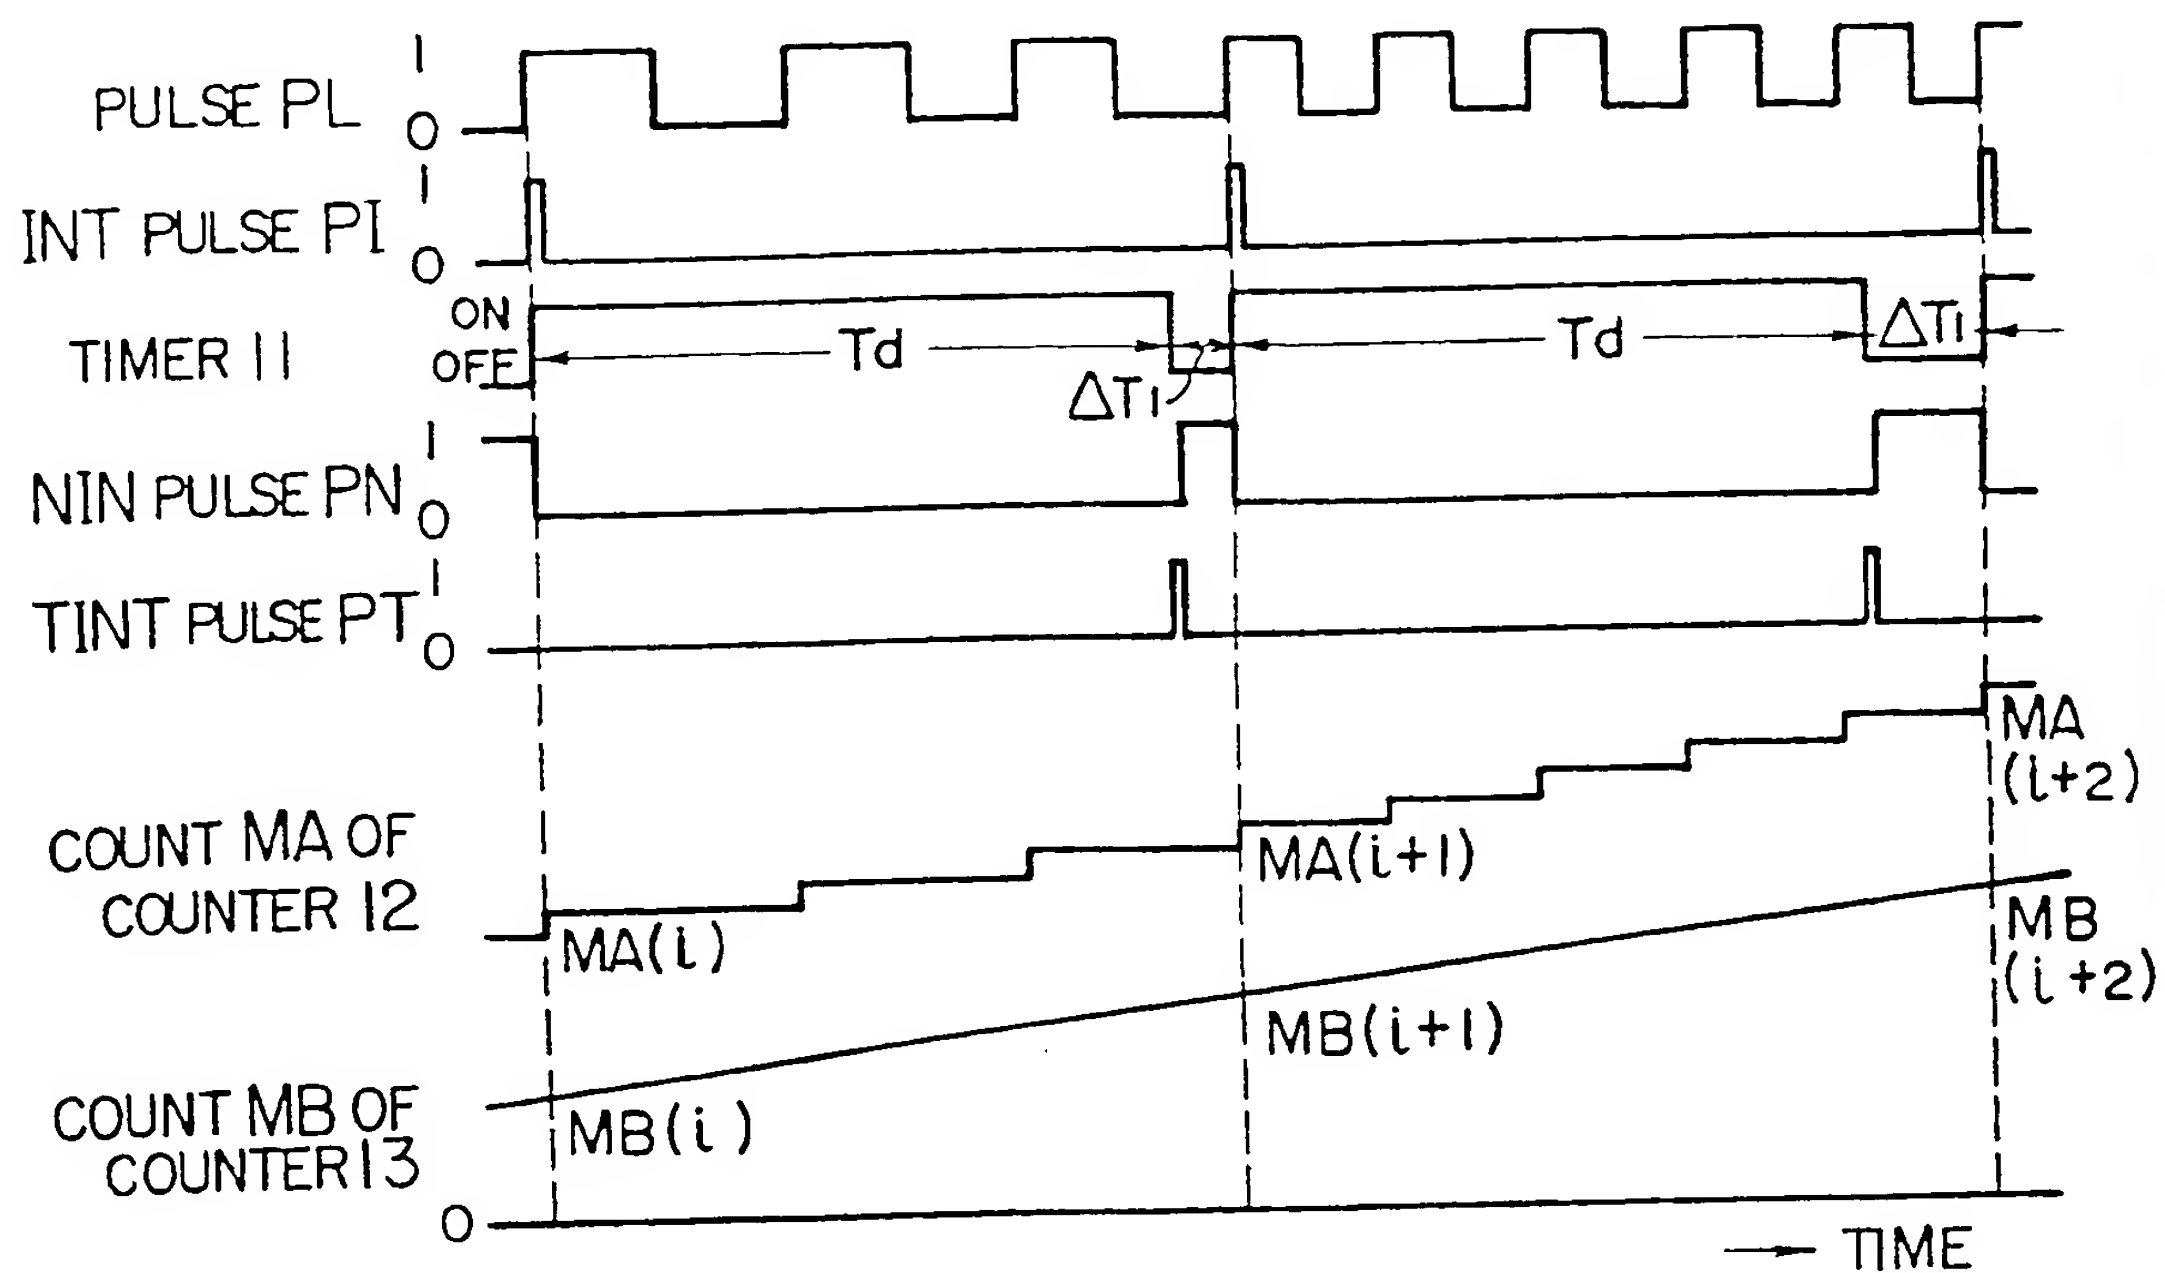 1
PULSE PL
0
1
INT PULSE PI
0
ON
TIMER 11
OFF
Td
ΔT1
Td
ΔT1
1
NIN PULSE PN
0
1
TINT PULSE PT
0
COUNT MA OF
COUNTER 12
MA(i)
MA(i+1)
MA
(i+2)
COUNT MB OF
COUNTER 13
MB(i)
MB(i+1)
MB
(i+2)
0
TIME